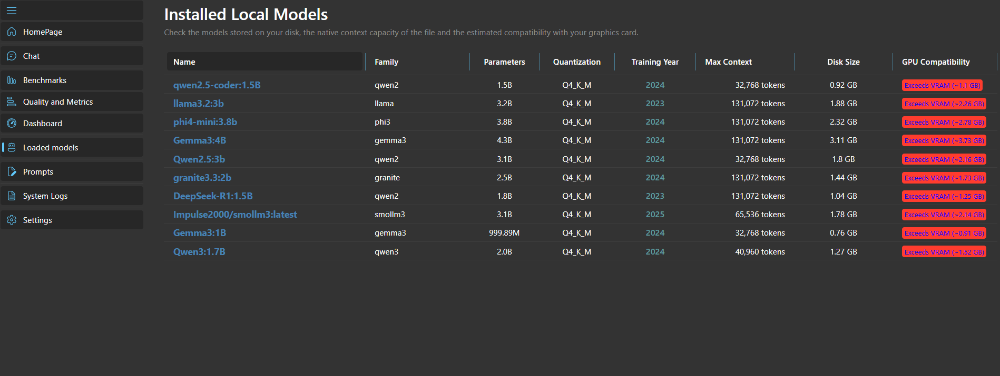 Installed Local Models
Check the models stored on your disk, the native context capacity of the file and the estimated compatibility with your graphics card.
HomePage
Chat
Benchmarks
Quality and Metrics
Dashboard
Loaded models
Prompts
System Logs
Settings
Name Family Parameters Quantization Training Year Max Context Disk Size GPU Compatibility
qwen2.5-coder:1.5B qwen2 1.5B Q4_K_M 2024 32,768 tokens 0.92 GB Exceeds VRAM (~1.1 GB)
llama3.2:3b llama 3.2B Q4_K_M 2023 131,072 tokens 1.88 GB Exceeds VRAM (~2.26 GB)
phi4-mini:3.8b phi3 3.8B Q4_K_M 2024 131,072 tokens 2.32 GB Exceeds VRAM (~2.78 GB)
Gemma3:4B gemma3 4.3B Q4_K_M 2024 131,072 tokens 3.11 GB Exceeds VRAM (~3.73 GB)
Qwen2.5:3b qwen2 3.1B Q4_K_M 2024 32,768 tokens 1.8 GB Exceeds VRAM (~2.16 GB)
granite3.3:2b granite 2.5B Q4_K_M 2024 131,072 tokens 1.44 GB Exceeds VRAM (~1.73 GB)
DeepSeek-R1:1.5B qwen2 1.8B Q4_K_M 2023 131,072 tokens 1.04 GB Exceeds VRAM (~1.25 GB)
Impulse2000/smollm3:latest smollm3 3.1B Q4_K_M 2025 65,536 tokens 1.78 GB Exceeds VRAM (~2.14 GB)
Gemma3:1B gemma3 999.89M Q4_K_M 2024 32,768 tokens 0.76 GB Exceeds VRAM (~0.91 GB)
Qwen3:1.7B qwen3 2.0B Q4_K_M 2024 40,960 tokens 1.27 GB Exceeds VRAM (~1.52 GB)